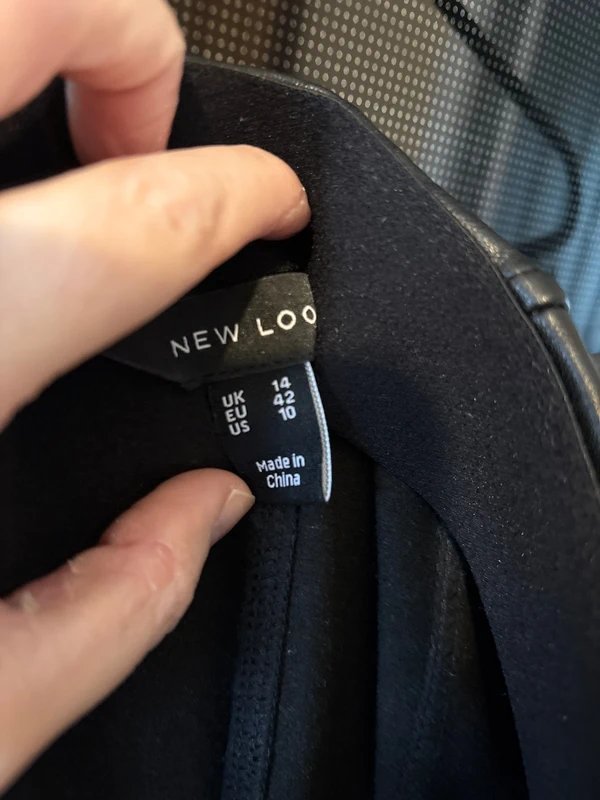 NEW LOO
UK 14
EU 42
US 10
Made in
China